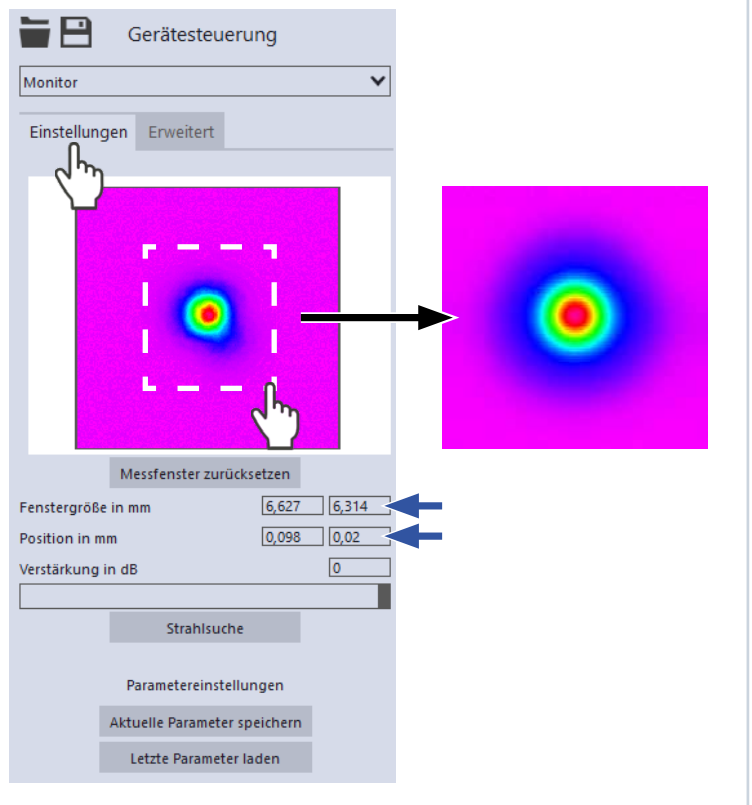 Gerätesteuerung
Monitor
Einstellungen Erweitert
Messfenster zurücksetzen
Fenstergröße in mm 6,627 6,314
Position in mm 0,098 0,02
Verstärkung in dB 0
Strahlsuche
Parametereinstellungen
Aktuelle Parameter speichern
Letzte Parameter laden